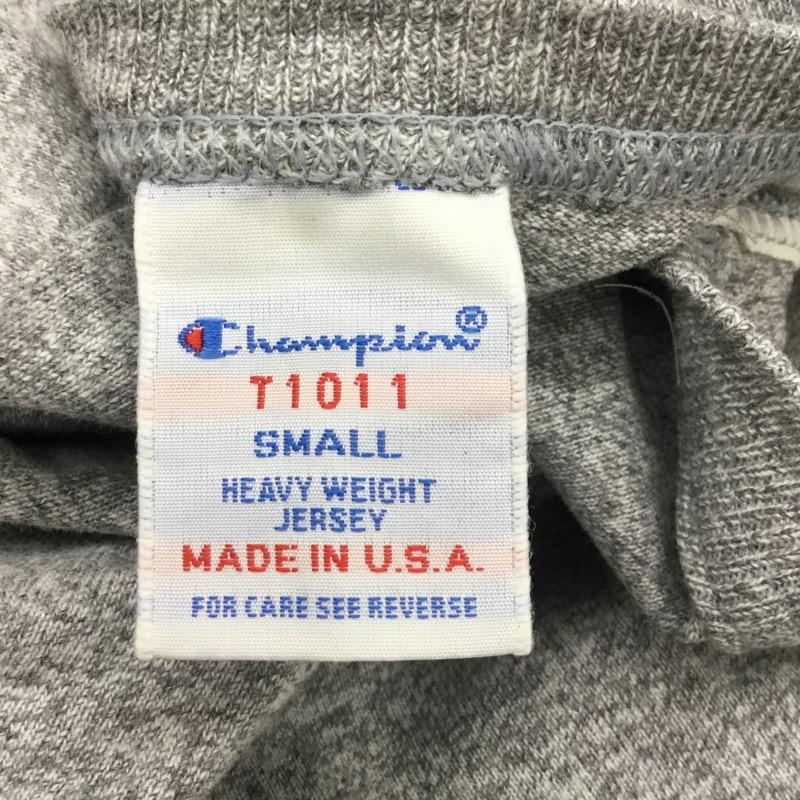 Champion®
T1011
SMALL
HEAVY WEIGHT
JERSEY
MADE IN U.S.A.
FOR CARE SEE REVERSE